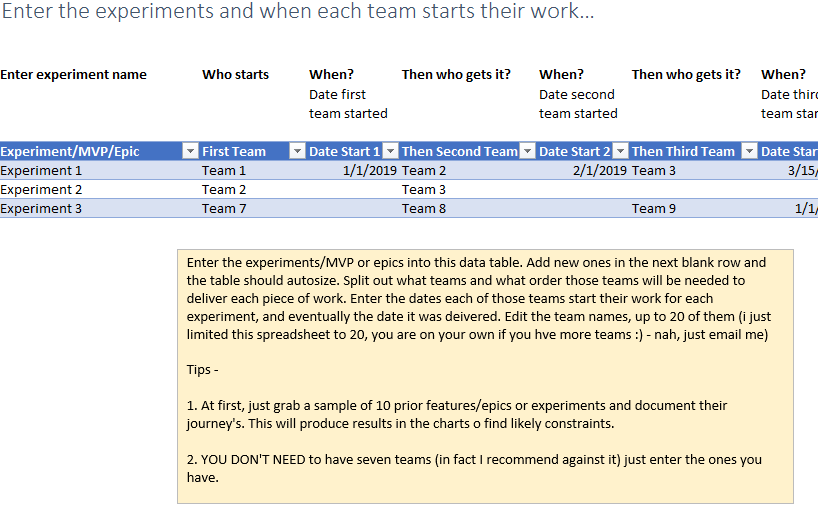 Enter the experiments and when each team starts their work...
Enter experiment name Who starts When? Then who gets it? When? Then who gets it? When?
Date first Date second Date third
team started team started team star
Experiment/MVP/Epic First Team Date Start 1 Then Second Team Date Start 2 Then Third Team Date Star
Experiment 1 Team 1 1/1/2019 Team 2 2/1/2019 Team 3 3/15/
Experiment 2 Team 2 Team 3
Experiment 3 Team 7 Team 8 Team 9 1/1/
Enter the experiments/MVP or epics into this data table. Add new ones in the next blank row and
the table should autosize. Split out what teams and what order those teams will be needed to
deliver each piece of work. Enter the dates each of those teams start their work for each
experiment, and eventually the date it was deivered. Edit the team names, up to 20 of them (i just
limited this spreadsheet to 20, you are on your own if you hve more teams :) - nah, just email me)
Tips -
1. At first, just grab a sample of 10 prior features/epics or experiments and document their
journey's. This will produce results in the charts o find likely constraints.
2. YOU DON'T NEED to have seven teams (in fact I recommend against it) just enter the ones you
have.